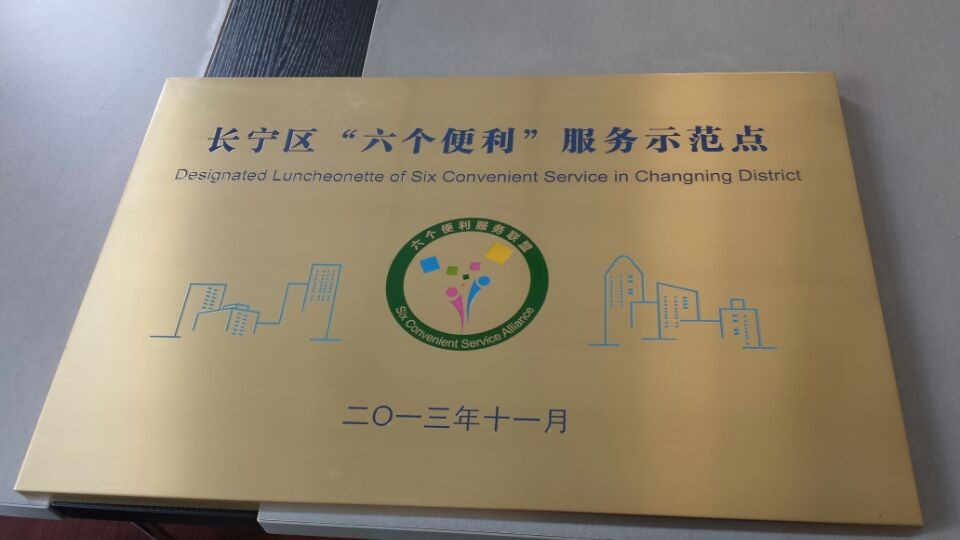 长宁区“六个便利”服务示范点
Designated Luncheonette of Six Convenient Service in Changning District
六个便利服务联盟
Six Convenient Service Alliance
二〇一三年十一月